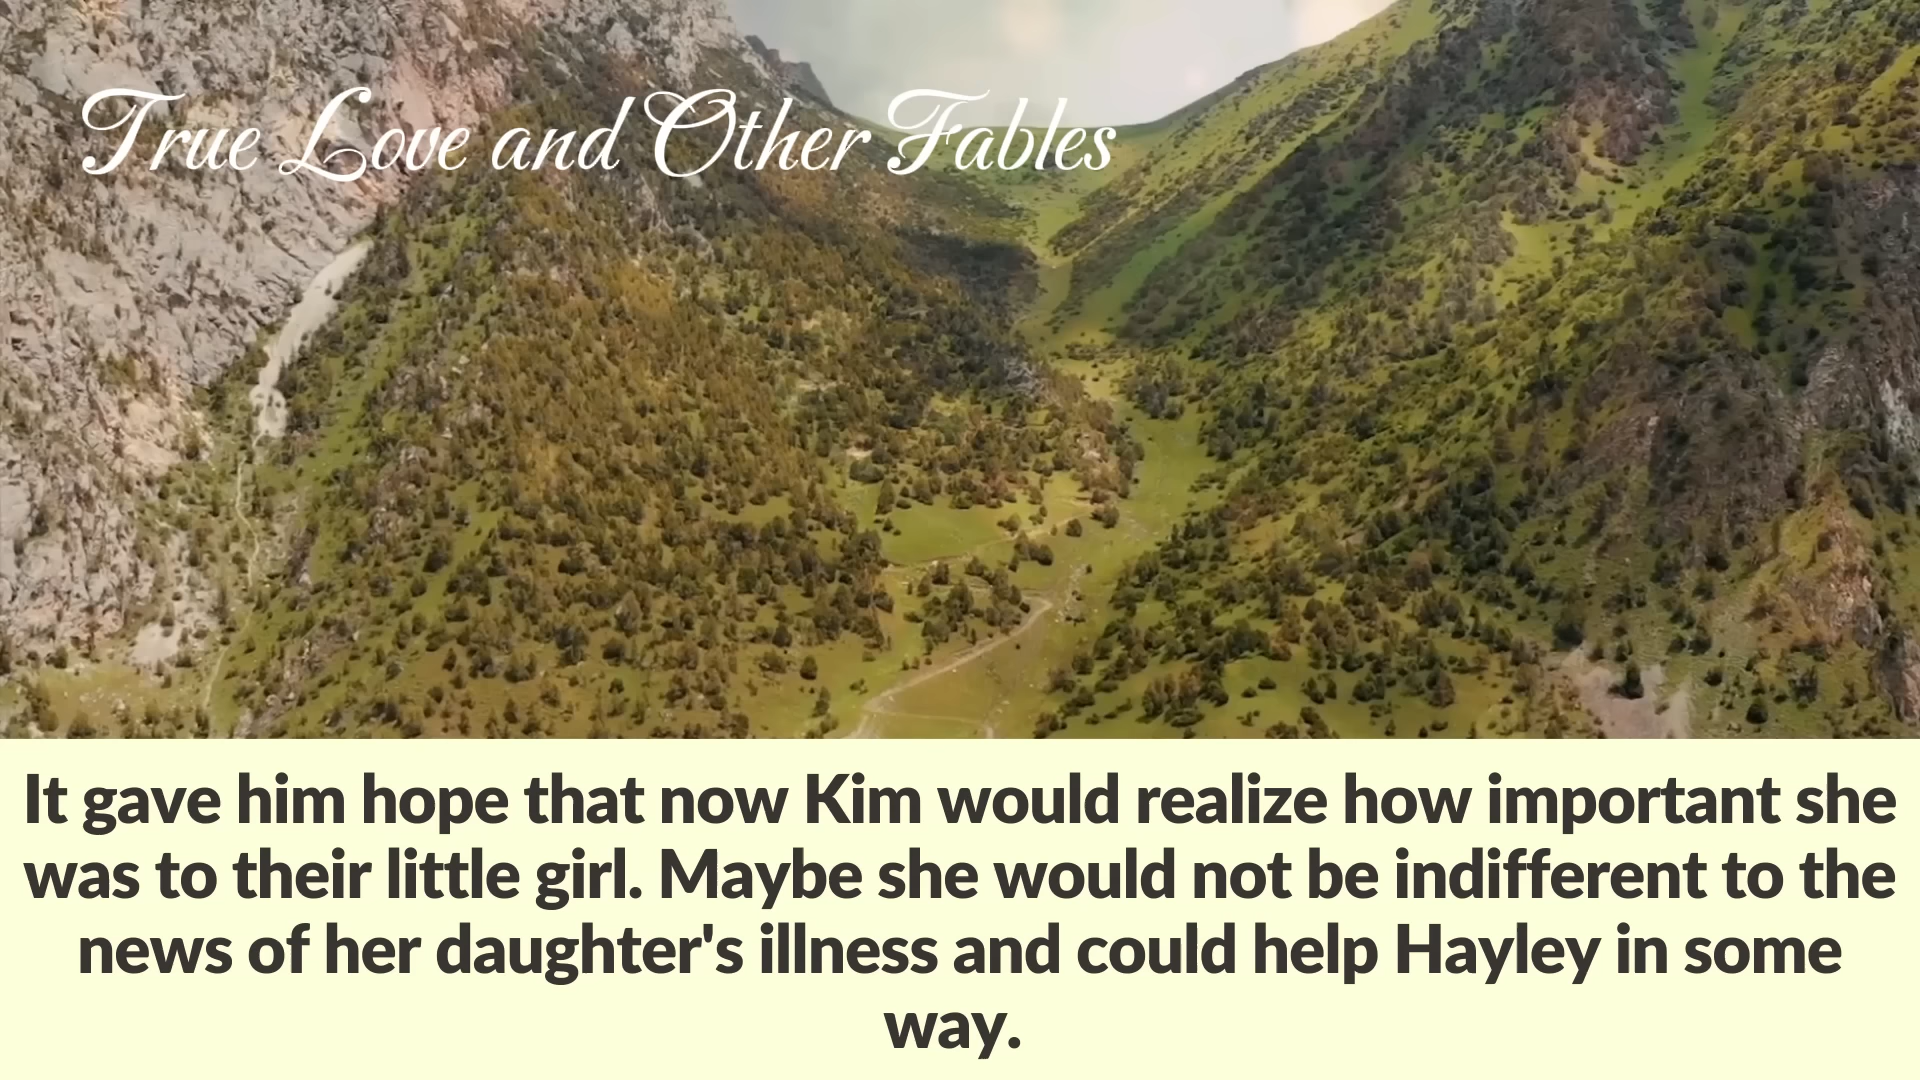 True Love and Other Fables
It gave him hope that now Kim would realize how important she
was to their little girl. Maybe she would not be indifferent to the
news of her daughter's illness and could help Hayley in some
way.